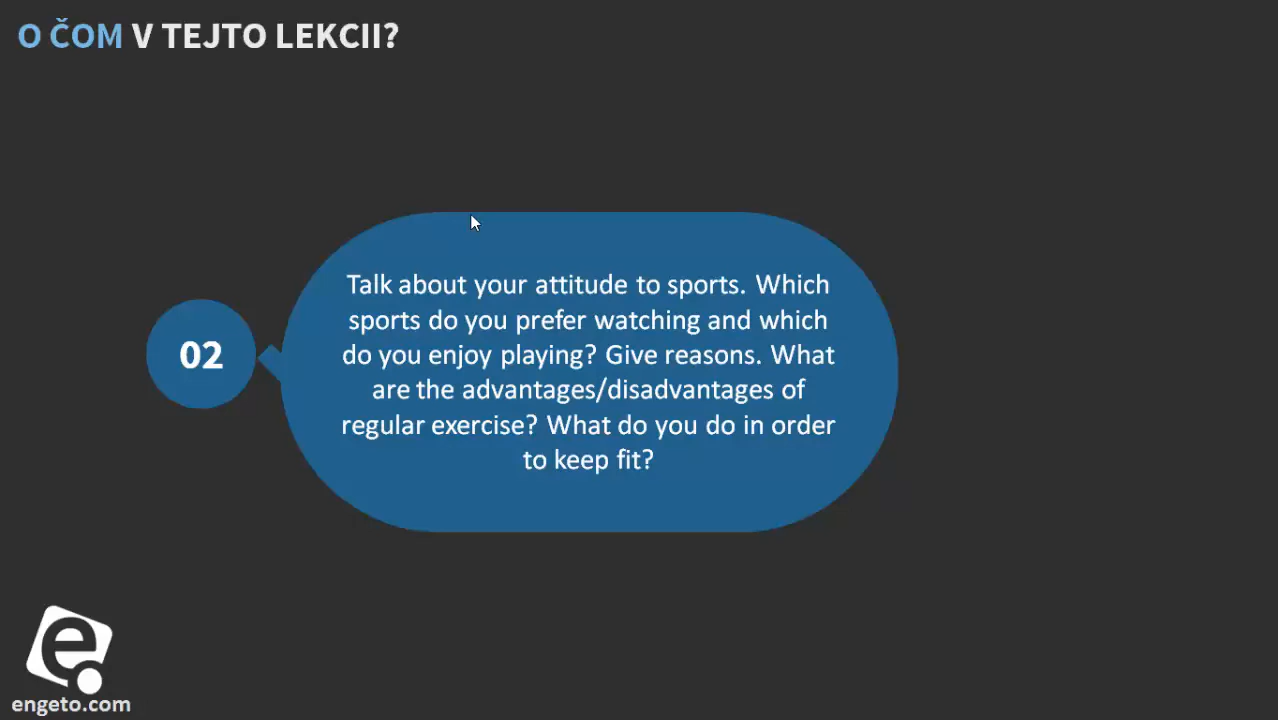 O ČOM V TEJTO LEKCII?
Talk about your attitude to sports. Which
sports do you prefer watching and which
do you enjoy playing? Give reasons. What
are the advantages/disadvantages of
regular exercise? What do you do in order
to keep fit?
02
e
engeto.com